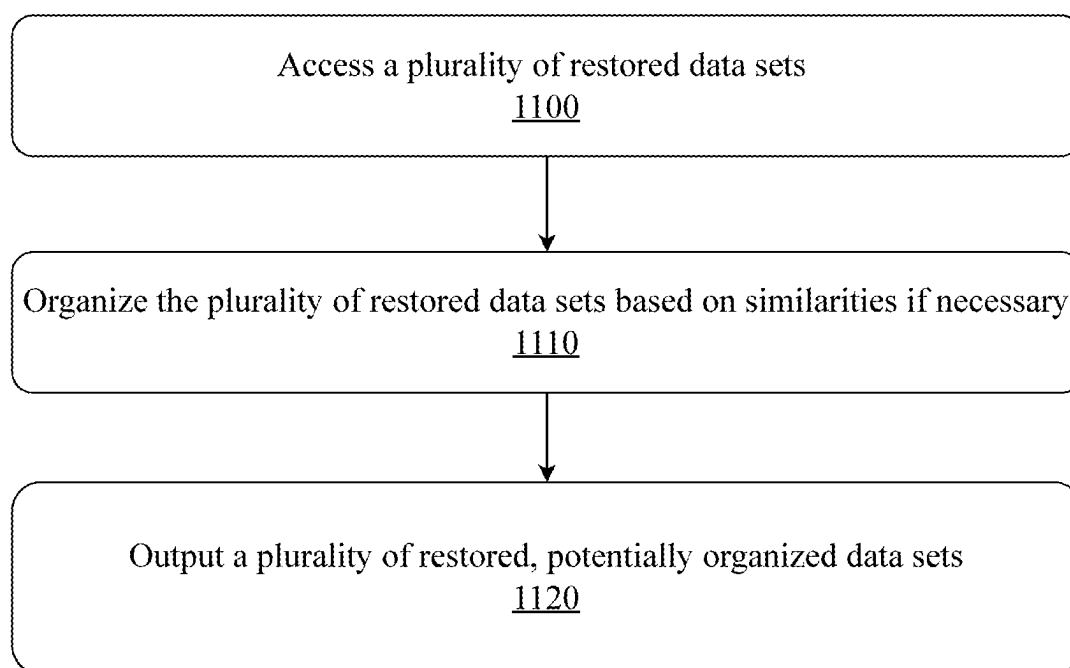 Access a plurality of restored data sets
1100
Organize the plurality of restored data sets based on similarities if necessary
1110
Output a plurality of restored, potentially organized data sets
1120